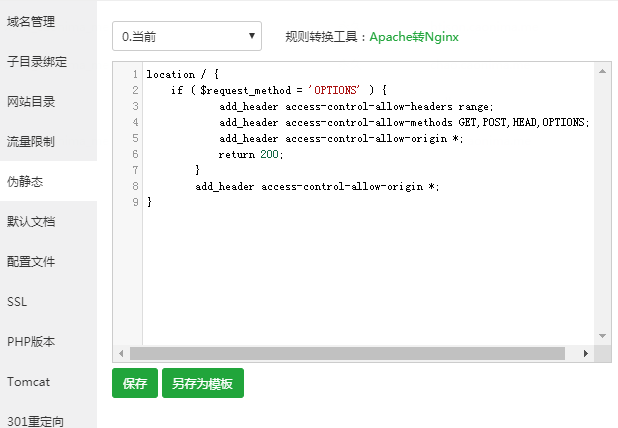 域名管理
子目录绑定
网站目录
流量限制
伪静态
默认文档
配置文件
SSL
PHP版本
Tomcat
301重定向
0.当前
规则转换工具：Apache转Nginx
1 location / {
2 if ( $request_method = 'OPTIONS' ) {
3 add_header access-control-allow-headers range;
4 add_header access-control-allow-methods GET,POST,HEAD,OPTIONS;
5 add_header access-control-allow-origin *;
6 return 200;
7 }
8 add_header access-control-allow-origin *;
9 }
保存
另存为模板